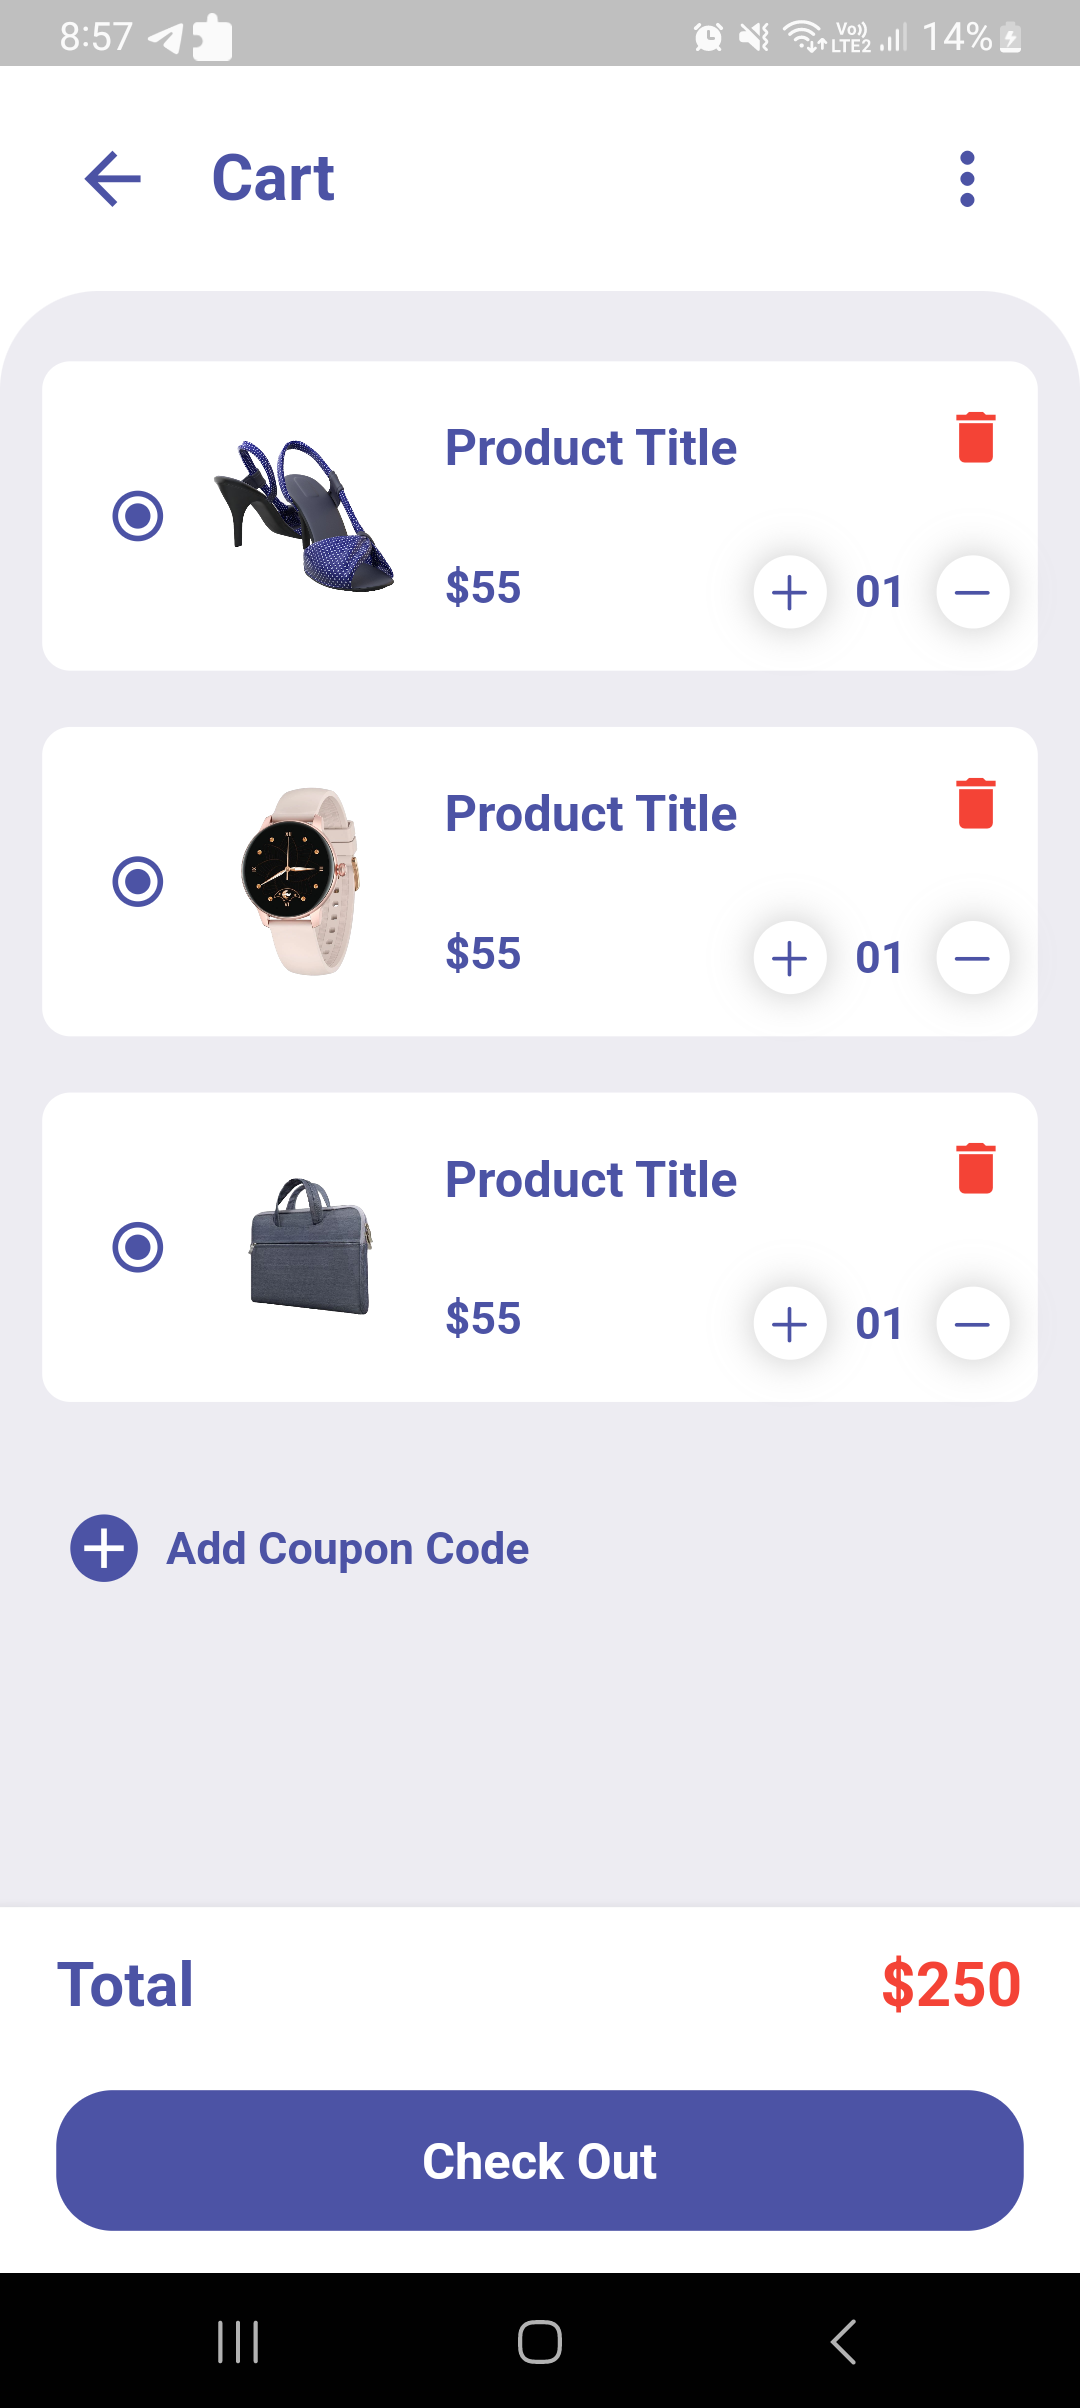 8:57 Vo)) LTE2 14%
Cart
Product Title
$55 01
Product Title
$55 01
Product Title
$55 01
Add Coupon Code
Total $250
Check Out